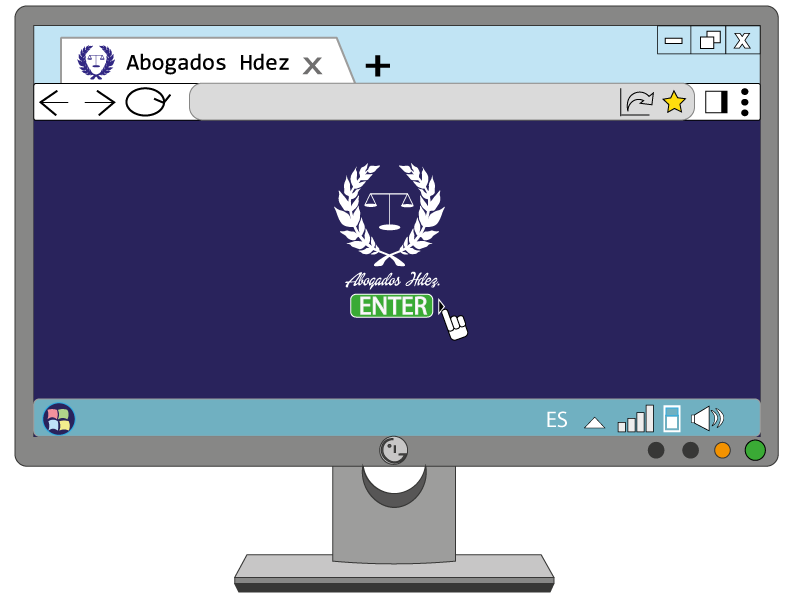 Abogados Hdez X
X
Abogados Hdez.
ENTER
ES